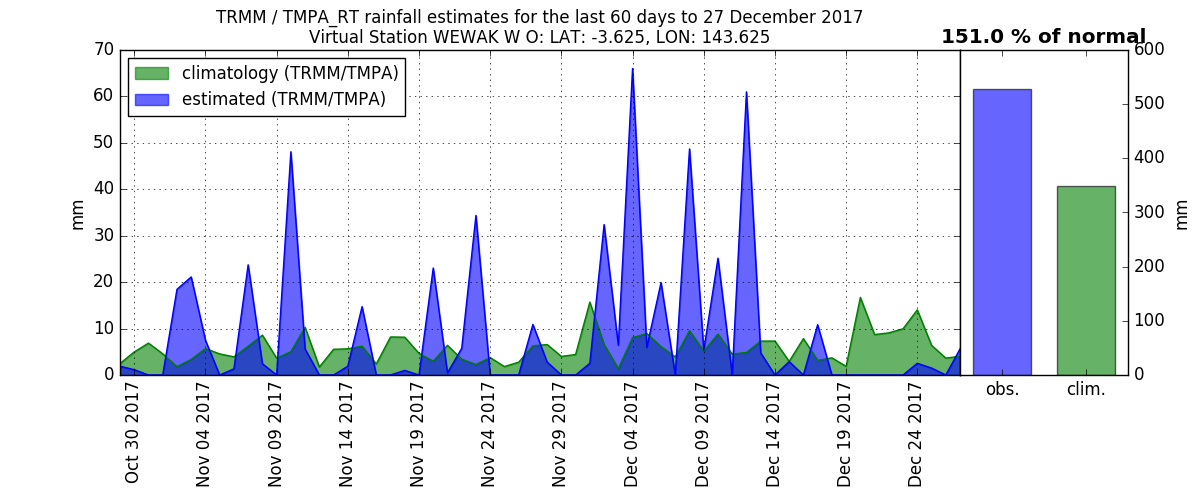 TRMM / TMPA_RT rainfall estimates for the last 60 days to 27 December 2017
Virtual Station WEWAK W O: LAT: -3.625, LON: 143.625
151.0 % of normal
climatology (TRMM/TMPA)
estimated (TRMM/TMPA)
70
60
50
40
30
20
10
0
mm
Oct 30 2017
Nov 04 2017
Nov 09 2017
Nov 14 2017
Nov 19 2017
Nov 24 2017
Nov 29 2017
Dec 04 2017
Dec 09 2017
Dec 14 2017
Dec 19 2017
Dec 24 2017
obs.
clim.
600
500
400
300
200
100
0
mm